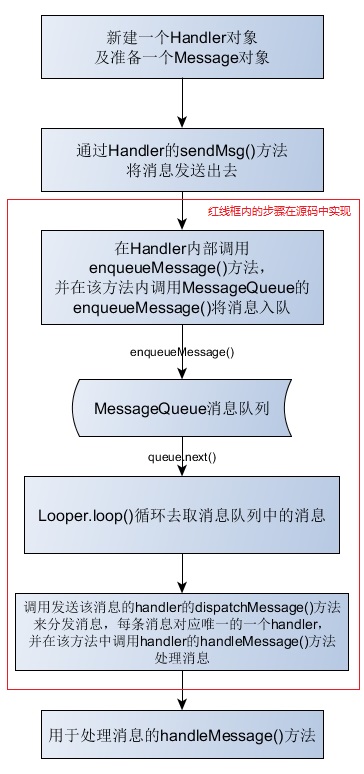 新建一个Handler对象
及准备一个Message对象
通过Handler的sendMsg()方法
将消息发送出去
红线框内的步骤在源码中实现
在Handler内部调用
enqueueMessage()方法，
并在该方法内调用MessageQueue的
enqueueMessage()将消息入队
enqueueMessage()
MessageQueue消息队列
queue.next()
Looper.loop()循环去取消息队列中的消息
调用发送该消息的handler的dispatchMessage()方法
来分发消息，每条消息对应唯一的一个handler，
并在该方法中调用handler的handleMessage()方法
处理消息
用于处理消息的handleMessage()方法